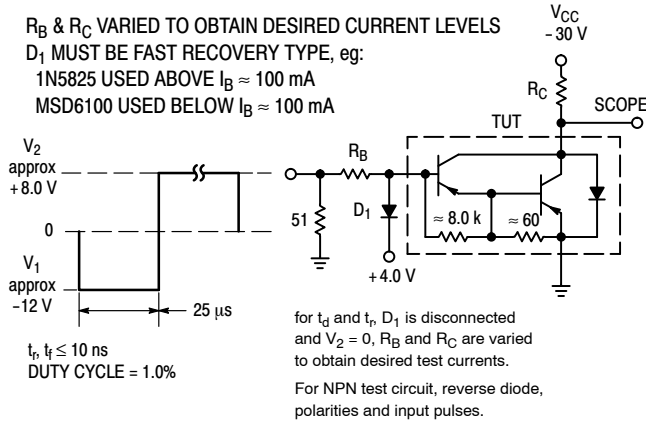 R_B & R_C VARIED TO OBTAIN DESIRED CURRENT LEVELS
D_1 MUST BE FAST RECOVERY TYPE, eg:
1N5825 USED ABOVE I_B ≈ 100 mA
MSD6100 USED BELOW I_B ≈ 100 mA
V_CC
- 30 V
R_C
SCOPE
TUT
V_2
approx
+8.0 V
0
V_1
approx
-12 V
25 μs
t_r, t_f ≤ 10 ns
DUTY CYCLE = 1.0%
R_B
51
D_1
+4.0 V
≈ 8.0 k
≈ 60
for t_d and t_r, D_1 is disconnected
and V_2 = 0, R_B and R_C are varied
to obtain desired test currents.
For NPN test circuit, reverse diode,
polarities and input pulses.